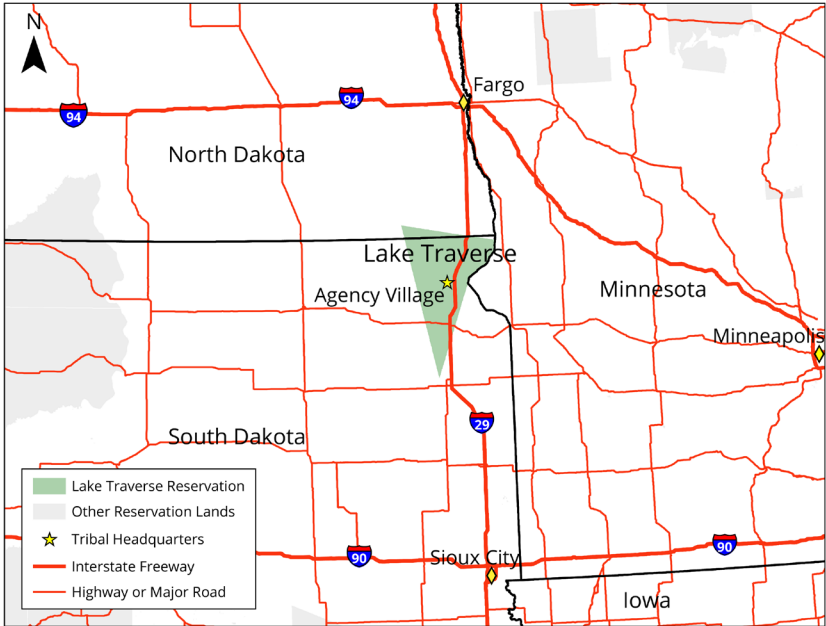 N
Fargo
94
94
North Dakota
Lake Traverse
Agency Village
Minnesota
Minneapolis
29
South Dakota
Lake Traverse Reservation
Other Reservation Lands
Tribal Headquarters
Interstate Freeway
Highway or Major Road
90
Sioux City
90
Iowa